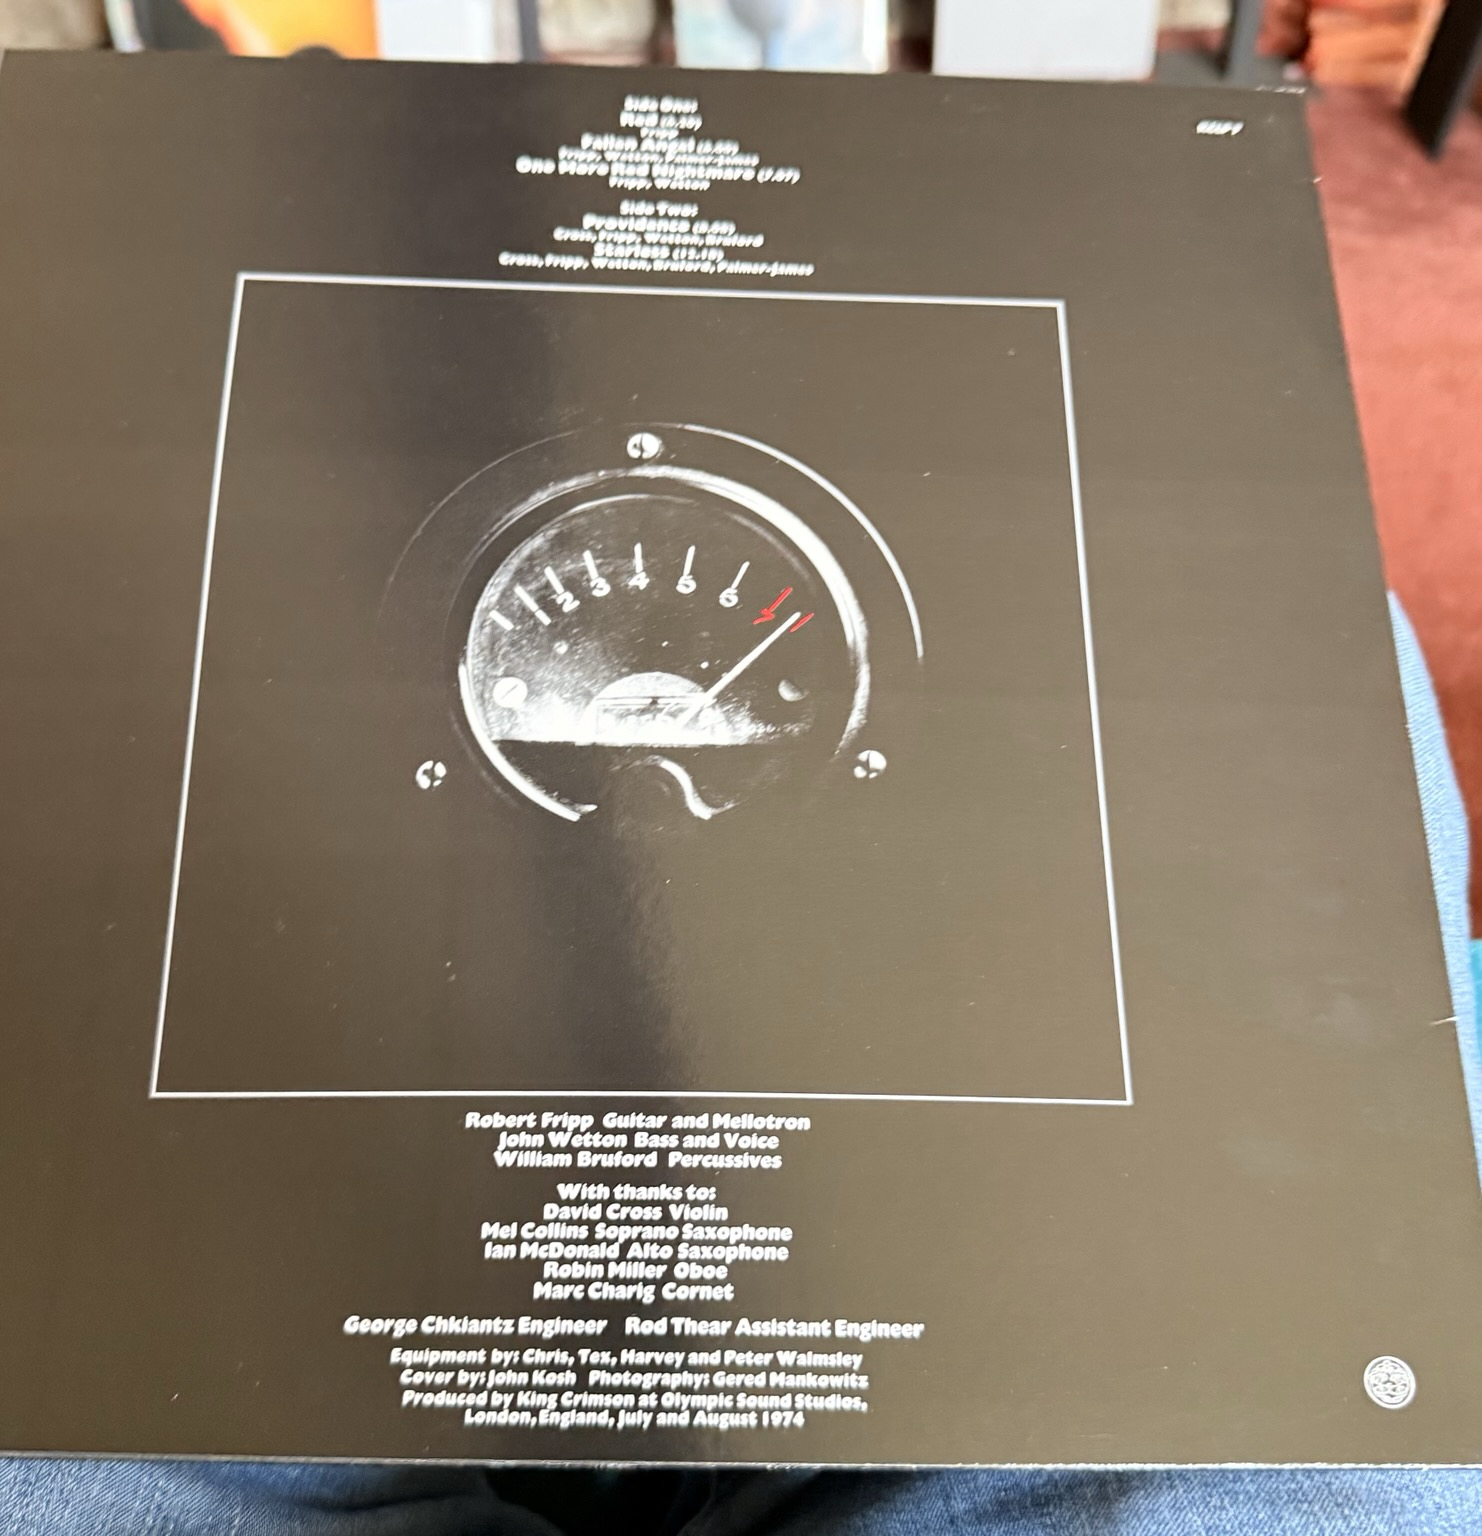 Side One:
Red (6.20)
Fripp
Fallen Angel
Fripp, Wetton, Palmer-James
One More Red Nightmare (7.07)
Fripp, Wetton
Side Two:
Providence
Cross, Fripp, Wetton, Bruford
Starless
Cross, Fripp, Wetton, Bruford, Palmer-James
1
2
3
4
5
6
7
Robert Fripp Guitar and Mellotron
John Wetton Bass and Voice
William Bruford Percussives
With thanks to:
David Cross Violin
Mel Collins Soprano Saxophone
Ian McDonald Alto Saxophone
Robin Miller Oboe
Marc Charig Cornet
George Chkiantz Engineer Rod Thear Assistant Engineer
Equipment by: Chris, Tex, Harvey and Peter Walmsley
Cover by: John Kosh Photography: Gered Mankowitz
Produced by King Crimson at Olympic Sound Studios,
London, England, July and August 1974